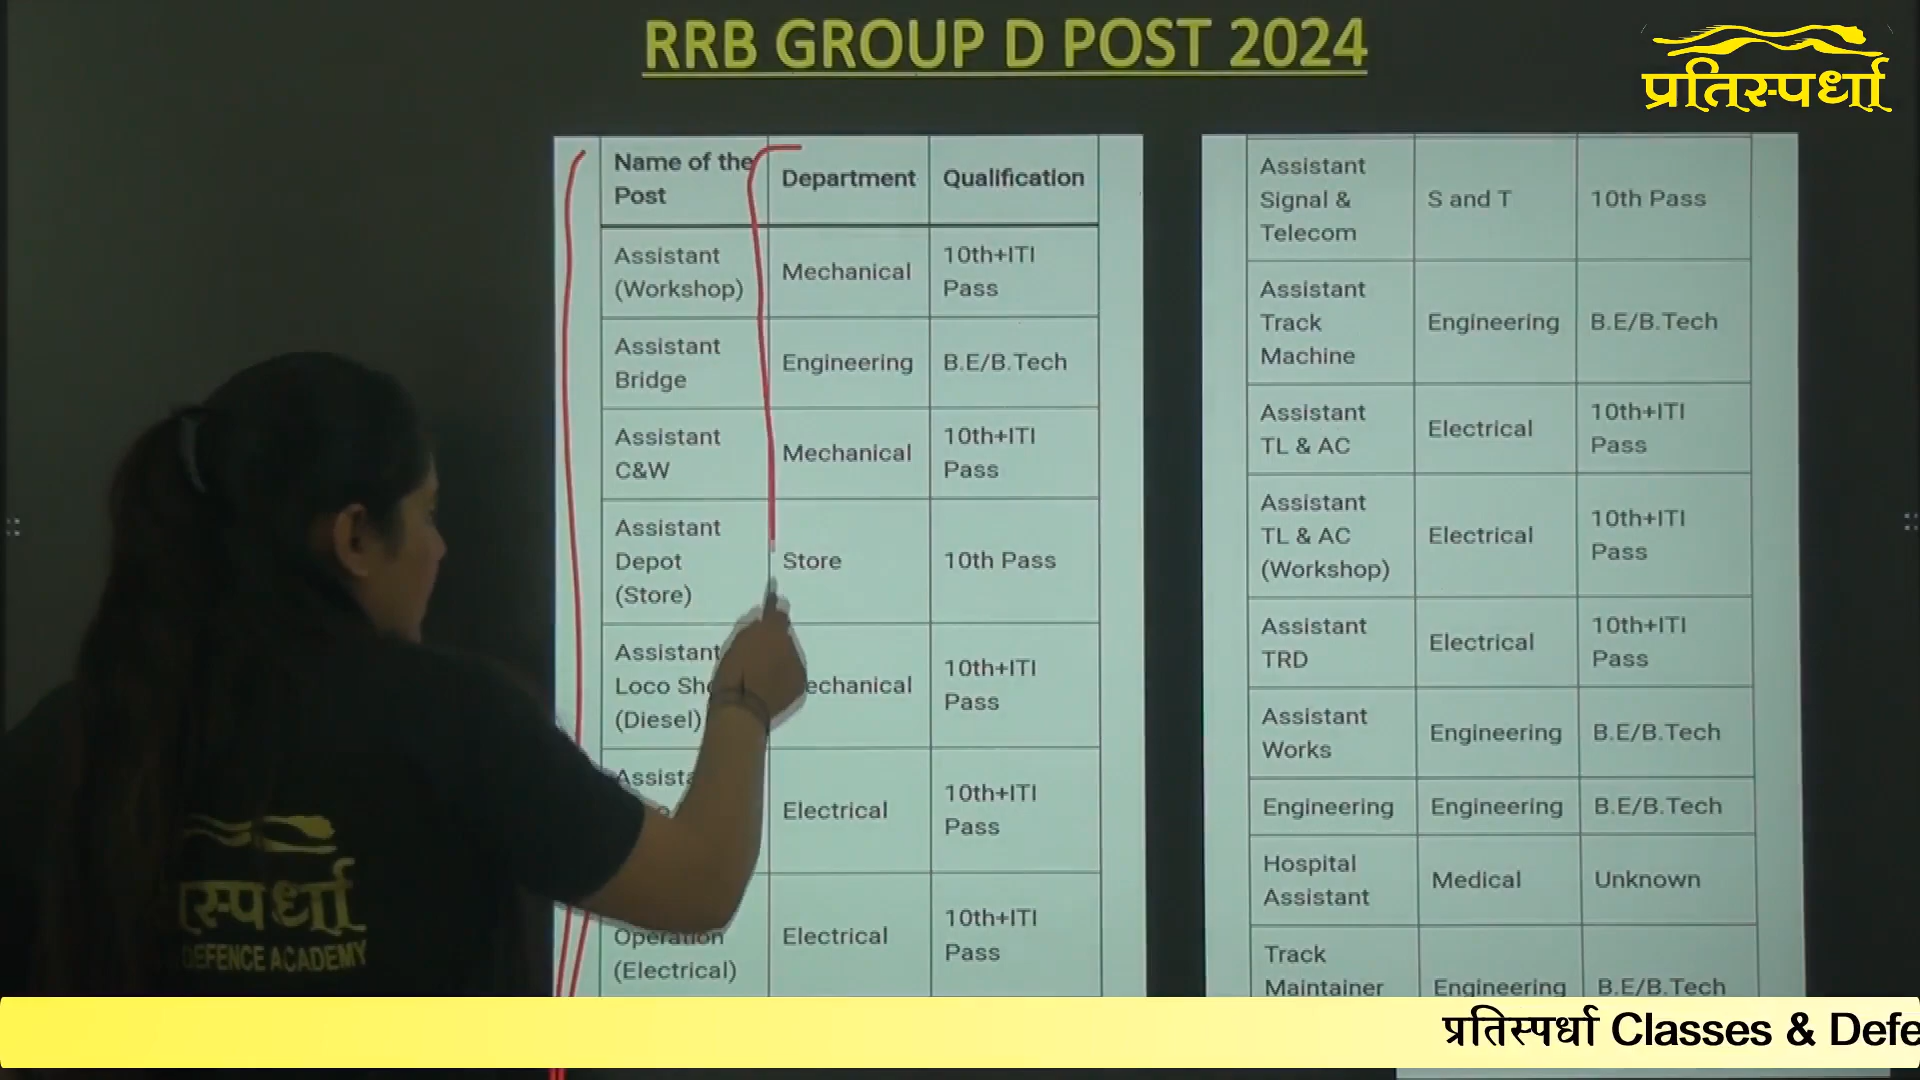 RRB GROUP D POST 2024
प्रतिस्पर्धा
Name of the
Post
Department
Qualification
Assistant
(Workshop)
Mechanical
10th+ITI
Pass
Assistant
Bridge
Engineering
B.E/B.Tech
Assistant
C&W
Mechanical
10th+ITI
Pass
Assistant
Depot
(Store)
Store
10th Pass
Assistant
Loco
(Diesel)
10th+ITI
Pass
Electrical
10th+ITI
Pass
Operation
(Electrical)
Electrical
10th+ITI
Pass
Assistant
Signal &
Telecom
S and T
10th Pass
Assistant
Track
Machine
Engineering
B.E/B.Tech
Assistant
TL & AC
Electrical
10th+ITI
Pass
Assistant
TL & AC
(Workshop)
Electrical
10th+ITI
Pass
Assistant
TRD
Electrical
10th+ITI
Pass
Assistant
Works
Engineering
B.E/B.Tech
Engineering
Engineering
B.E/B.Tech
Hospital
Assistant
Medical
Unknown
Track
Maintainer
Engineering
B.E/B.Tech
ACADEMY
प्रतिस्पर्धा Classes &